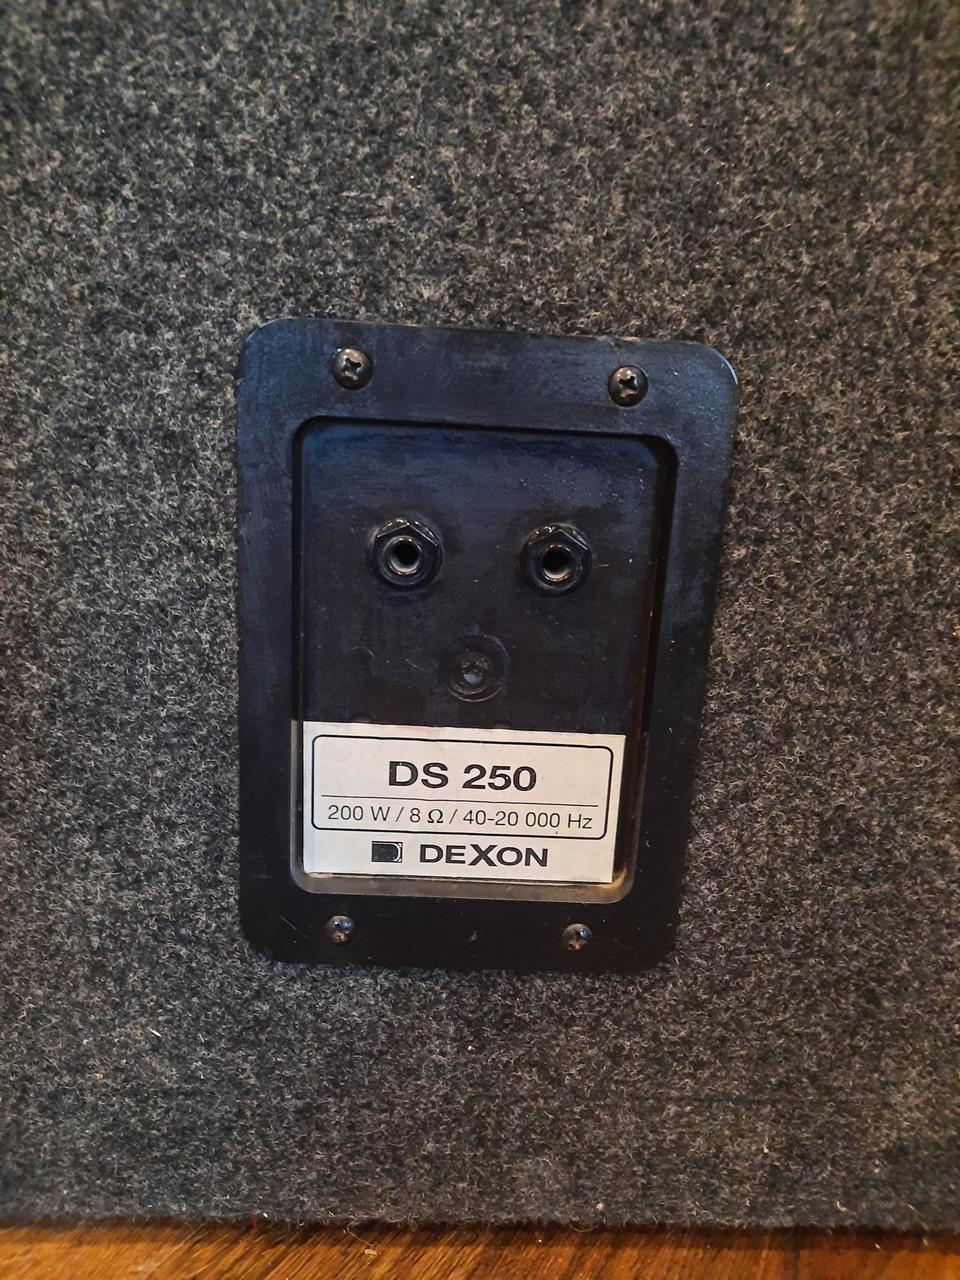 DS 250
200 W / 8 Ω / 40-20 000 Hz
DEXON